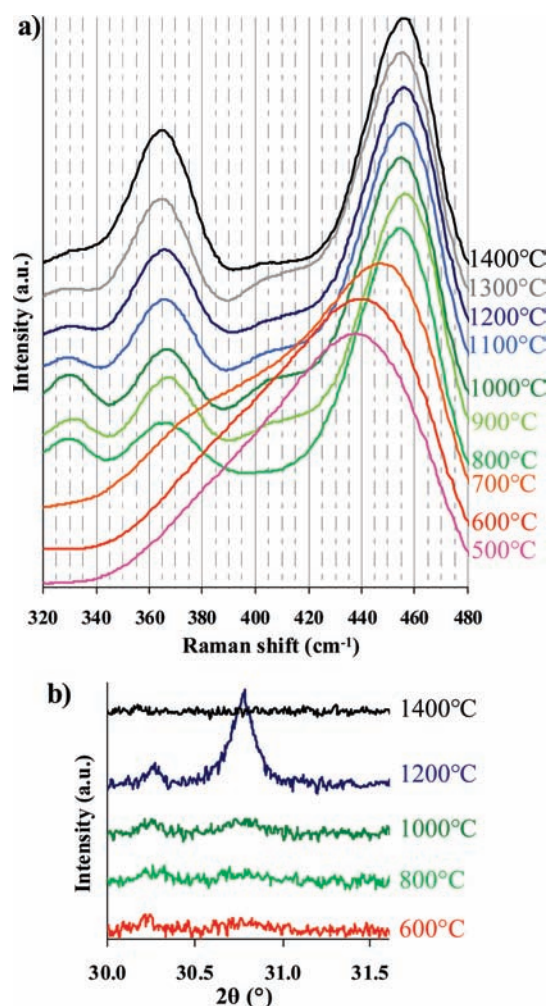 a)
Intensity (a.u.)
1400°C
1300°C
1200°C
1100°C
1000°C
900°C
800°C
700°C
600°C
500°C
320 340 360 380 400 420 440 460 480
Raman shift (cm⁻¹)
b)
Intensity (a.u.)
1400°C
1200°C
1000°C
800°C
600°C
30.0 30.5 31.0 31.5
2θ (°)